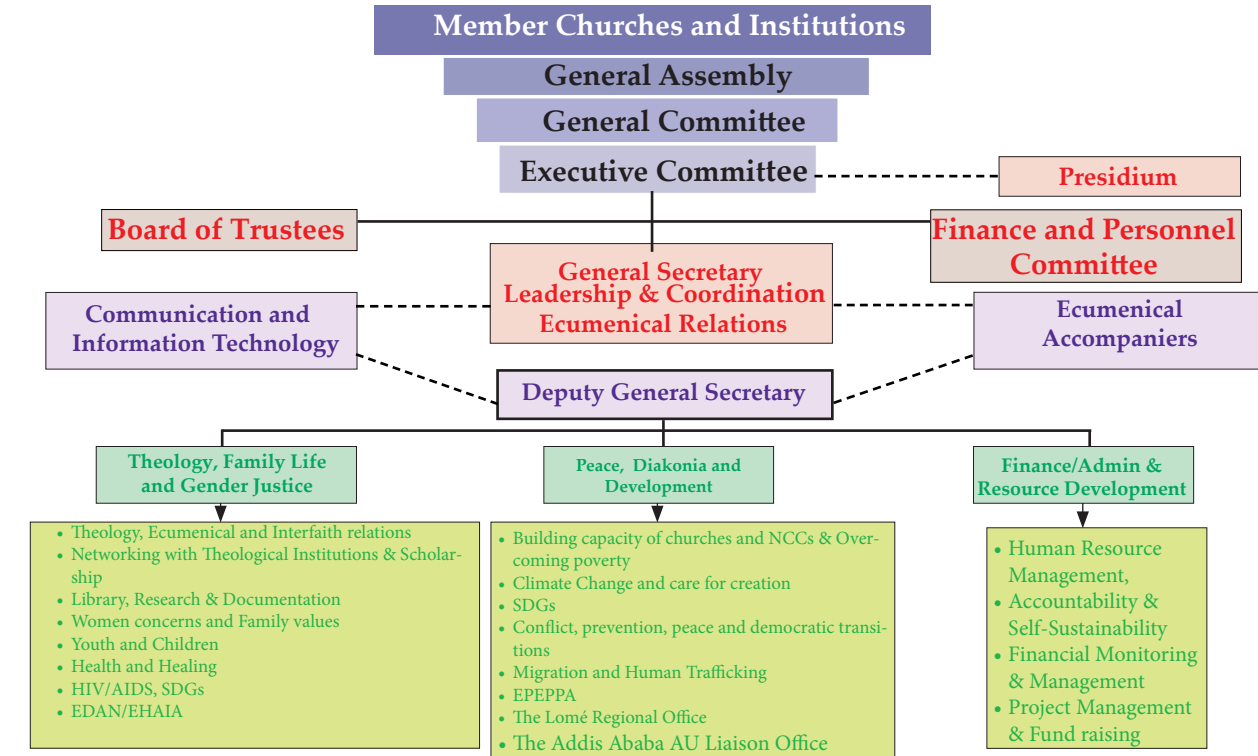 Member Churches and Institutions
General Assembly
General Committee
Executive Committee
Presidium
Board of Trustees
Finance and Personnel
Committee
General Secretary
Leadership & Coordination
Ecumenical Relations
Communication and
Information Technology
Ecumenical
Accompaniers
Deputy General Secretary
Theology, Family Life
and Gender Justice
• Theology, Ecumenical and Interfaith relations
• Networking with Theological Institutions & Scholar-
ship
• Library, Research & Documentation
• Women concerns and Family values
• Youth and Children
• Health and Healing
• HIV/AIDS, SDGs
• EDAN/EHAIA
Peace, Diakonia and
Development
• Building capacity of churches and NCCs & Over-
coming poverty
• Climate Change and care for creation
• SDGs
• Conflict, prevention, peace and democratic transi-
tions
• Migration and Human Trafficking
• EPEPPA
• The Lomé Regional Office
• The Addis Ababa AU Liaison Office
Finance/Admin &
Resource Development
• Human Resource
Management,
• Accountability &
Self-Sustainability
• Financial Monitoring
& Management
• Project Management
& Fund raising